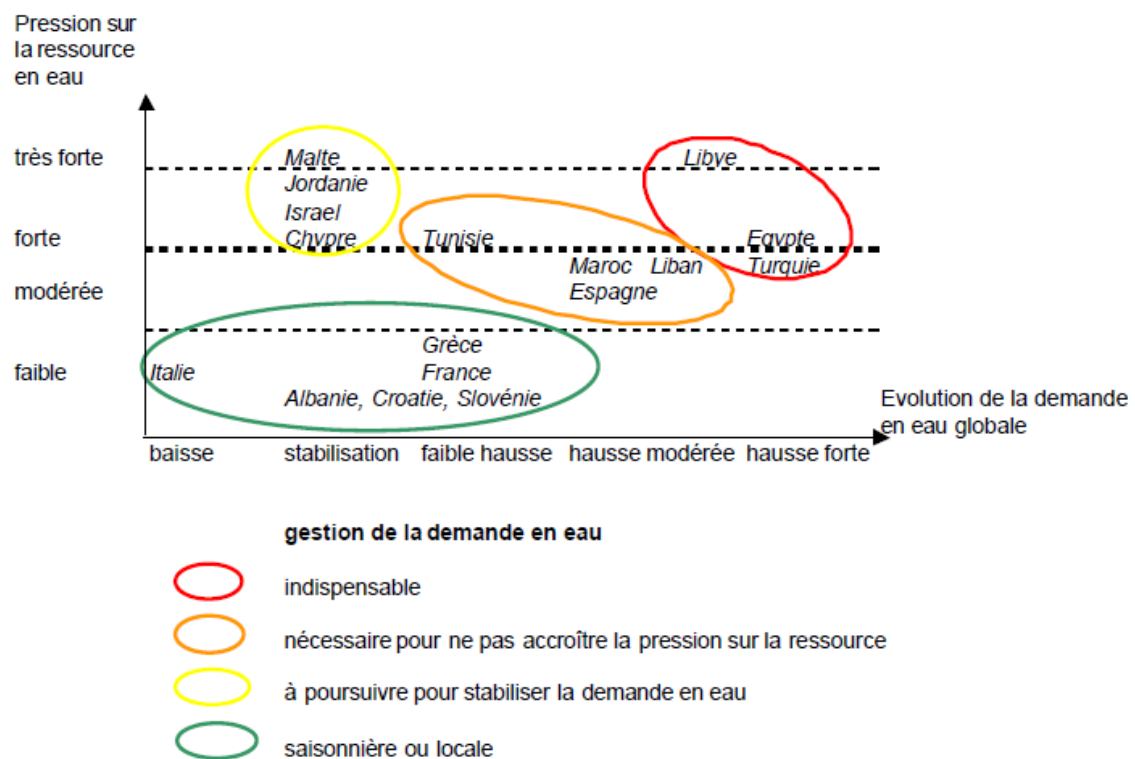 Pression sur
la ressource
en eau
très forte
Malte
Libye
Jordanie
Israel
forte
Chypre
Tunisie
Egypte
Maroc Liban
Turquie
modérée
Espagne
Grèce
faible
Italie
France
Albanie, Croatie, Slovénie
Evolution de la demande
en eau globale
baisse
stabilisation
faible hausse
hausse modérée
hausse forte
gestion de la demande en eau
indispensable
nécessaire pour ne pas accroître la pression sur la ressource
à poursuivre pour stabiliser la demande en eau
saisonnière ou locale